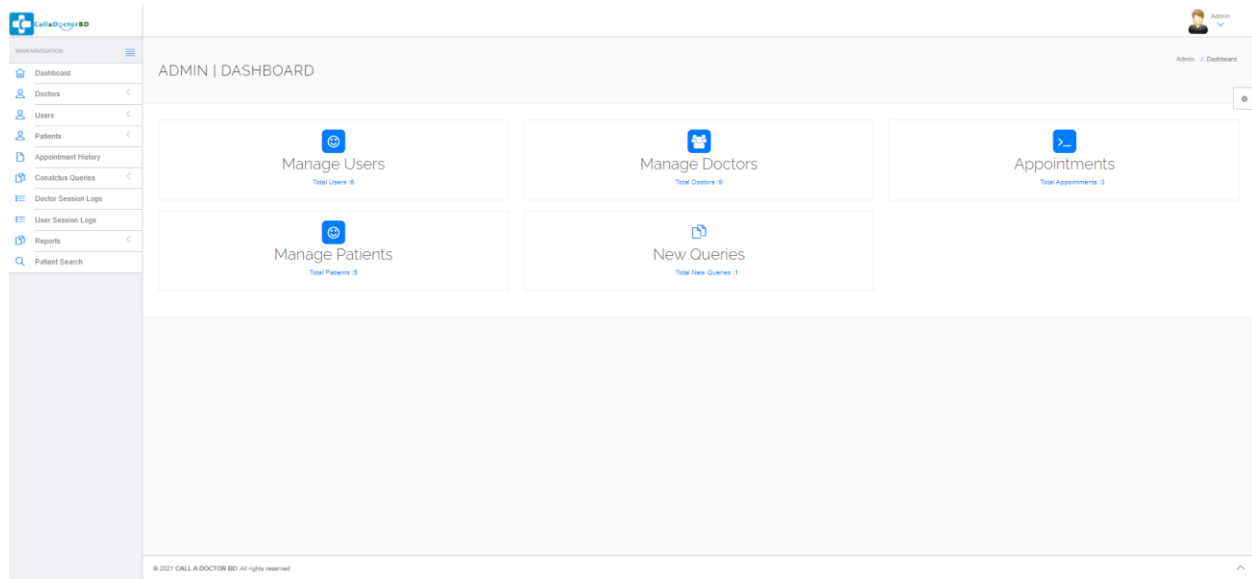 CallaDoctorBD
Admin
MAIN NAVIGATION
Dashboard
Doctors
Users
Patients
Appointment History
Conatctus Queries
Doctor Session Logs
User Session Logs
Reports
Patient Search
ADMIN | DASHBOARD
Admin / Dashboard
Manage Users
Total Users :6
Manage Doctors
Total Doctors :9
Appointments
Total Appointments :3
Manage Patients
Total Patients :5
New Queries
Total New Queries :1
© 2021 CALL A DOCTOR BD. All rights reserved